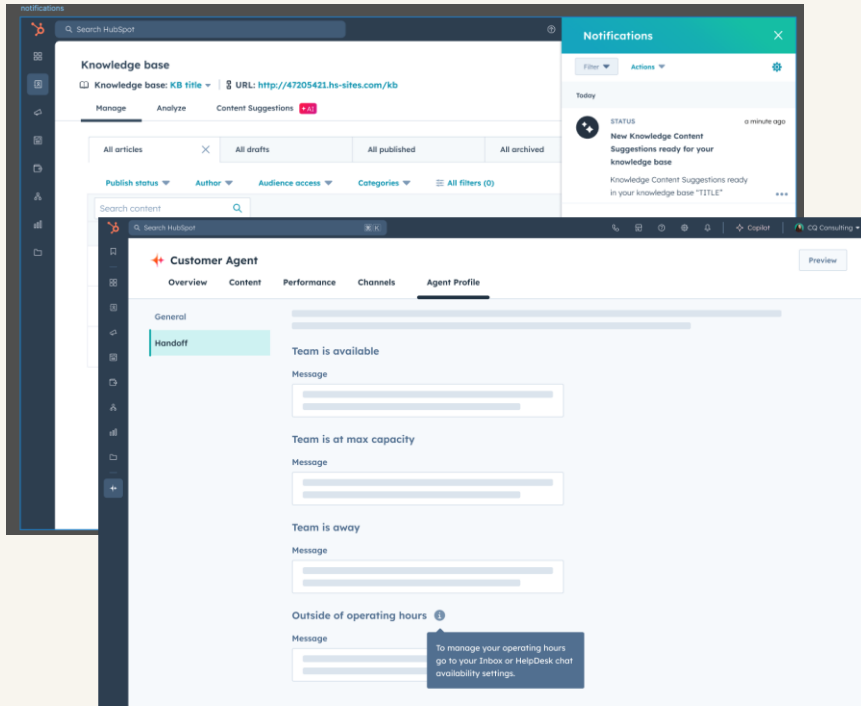 notifications
Search HubSpot
Notifications
Knowledge base
Knowledge base: KB title
URL: http://47205421.hs-sites.com/kb
Manage
Analyze
Content Suggestions
+ AI
Filter
Actions
Today
STATUS
a minute ago
New Knowledge Content
Suggestions ready for your
knowledge base
Knowledge Content Suggestions ready
in your knowledge base "TITLE"
All articles
All drafts
All published
All archived
Publish status
Author
Audience access
Categories
All filters (0)
Search content
Search HubSpot
⌘ K
Copilot
CQ Consulting
Customer Agent
Preview
Overview
Content
Performance
Channels
Agent Profile
General
Handoff
Team is available
Message
Team is at max capacity
Message
Team is away
Message
Outside of operating hours
Message
To manage your operating hours
go to your Inbox or HelpDesk chat
availability settings.